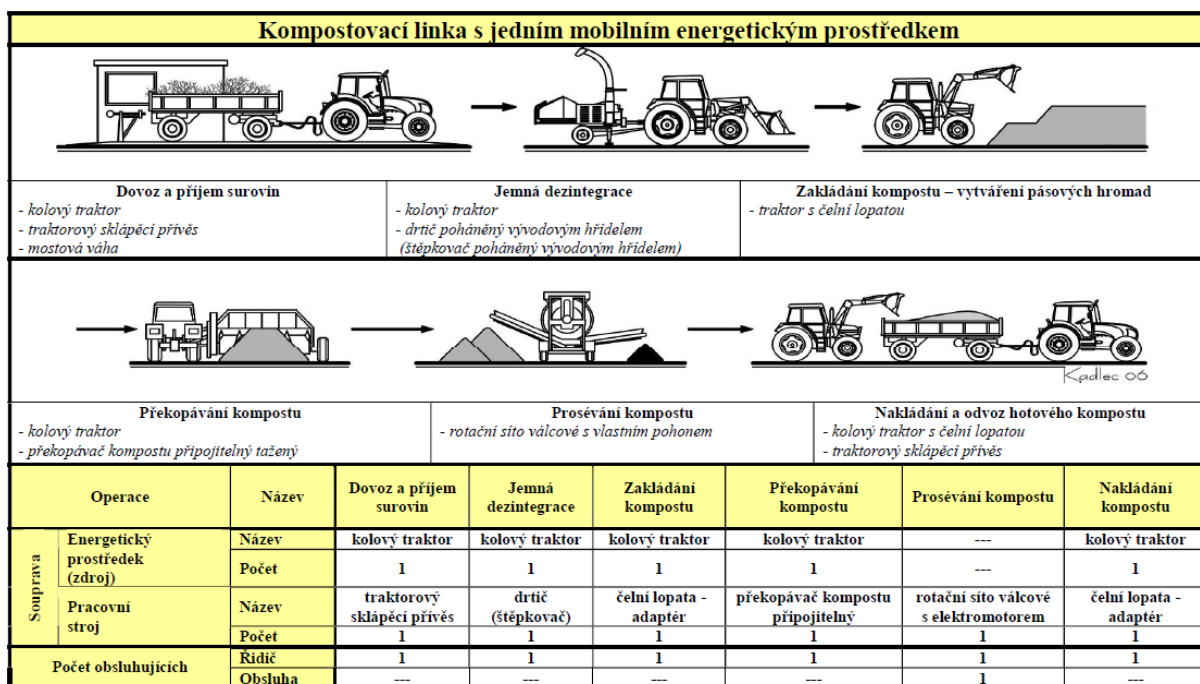 Kompostovací linka s jedním mobilním energetickým prostředkem
Dovoz a příjem surovin
- kolový traktor
- traktorový sklápěcí přívěs
- mostová váha
Jemná dezintegrace
- kolový traktor
- drtič poháněný vývodovým hřídelem
(štěpkovač poháněný vývodovým hřídelem)
Zakládání kompostu – vytváření pásových hromad
- traktor s čelní lopatou
Kadlec 06
Překopávání kompostu
- kolový traktor
- překopávač kompostu připojitelný tažený
Prosévání kompostu
- rotační síto válcové s vlastním pohonem
Nakládání a odvoz hotového kompostu
- kolový traktor s čelní lopatou
- traktorový sklápěcí přívěs
Operace Název Dovoz a příjem surovin Jemná dezintegrace Zakládání kompostu Překopávání kompostu Prosévání kompostu Nakládání kompostu
Souprava
Energetický prostředek (zdroj)
Název kolový traktor kolový traktor kolový traktor kolový traktor --- kolový traktor
Počet 1 1 1 1 --- 1
Pracovní stroj
Název traktorový sklápěcí přívěs drtič (štěpkovač) čelní lopata - adaptér překopávač kompostu připojitelný rotační síto válcové s elektromotorem čelní lopata - adaptér
Počet 1 1 1 1 1 1
Počet obsluhujících
Řidič 1 1 1 1 1 1
Obsluha --- --- --- --- 1 ---